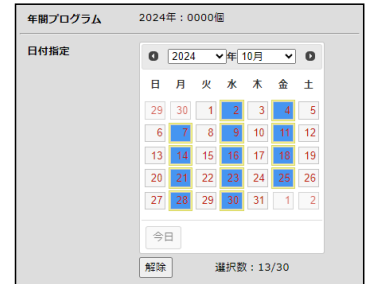 年間プログラム 2024年：0000個
日付指定
2024 年 10月
日 月 火 水 木 金 土
29 30 1 2 3 4 5
6 7 8 9 10 11 12
13 14 15 16 17 18 19
20 21 22 23 24 25 26
27 28 29 30 31 1 2
今日
解除 選択数：13/30